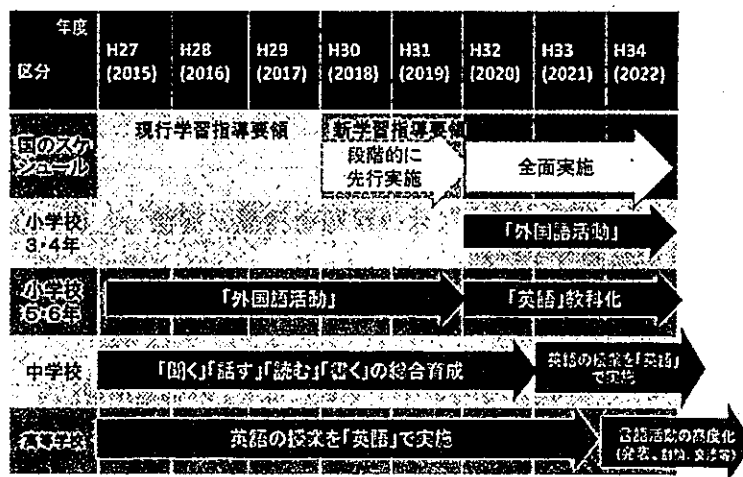 年度
区分
H27 H28 H29 H30 H31 H32 H33 H34
(2015) (2016) (2017) (2018) (2019) (2020) (2021) (2022)
国のスケ
ジュール
現行学習指導要領
新学習指導要領
段階的に
先行実施
全面実施
小学校
3・4年
「外国語活動」
小学校
5・6年
「外国語活動」
「英語」教科化
中学校
「聞く」「話す」「読む」「書く」の総合育成
英語の授業を「英語」
で実施
高等学校
英語の授業を「英語」で実施
言語活動の高度化
(発表、討論、交渉等)